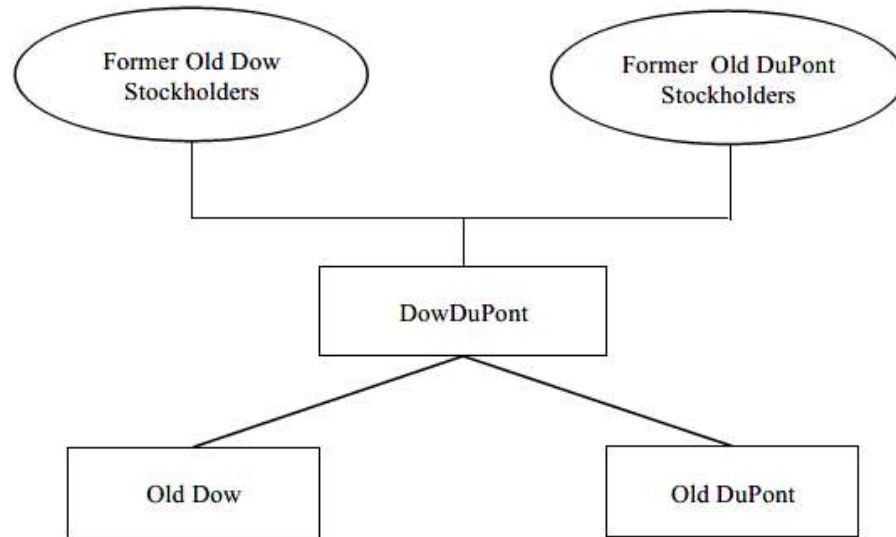 Former Old Dow
Stockholders
Former Old DuPont
Stockholders
DowDuPont
Old Dow
Old DuPont